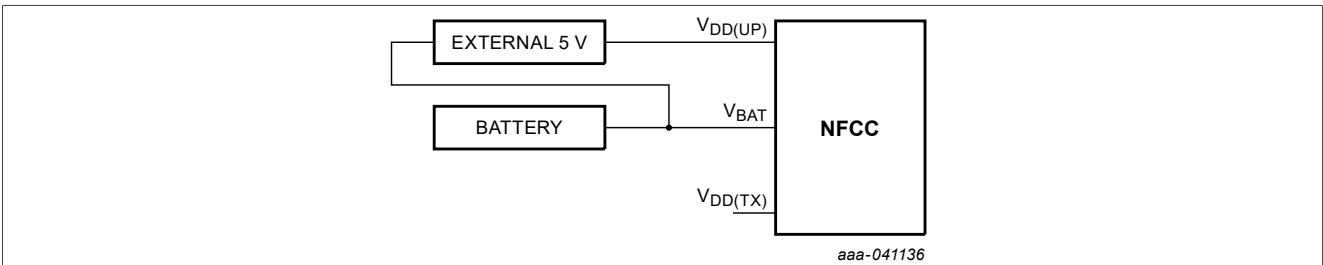 EXTERNAL 5 V
VDD(UP)
BATTERY
VBAT
NFCC
VDD(TX)
aaa-041136